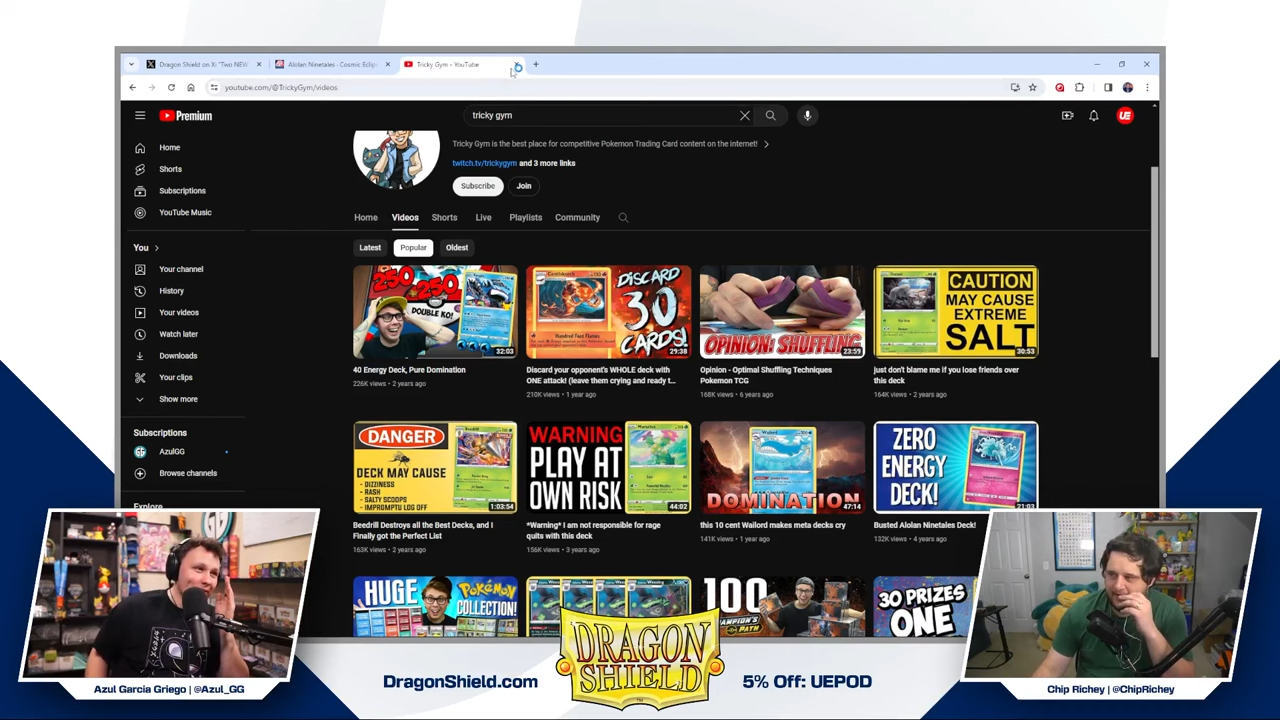 Dragon Shield on X: "Two NEW
Alolan Ninetales - Cosmic Eclips
Tricky Gym - YouTube
youtube.com/@TrickyGym/videos
Premium
tricky gym
UE
Home
Shorts
Subscriptions
YouTube Music
You
Your channel
History
Your videos
Watch later
Downloads
Your clips
Show more
Subscriptions
AzulGG
Browse channels
Explore
Tricky Gym is the best place for competitive Pokemon Trading Card content on the internet!
twitch.tv/trickygym and 3 more links
Subscribe
Join
Home
Videos
Shorts
Live
Playlists
Community
Latest
Popular
Oldest
250 250
DOUBLE KO!
32:03
DISCARD
30
CARDS!
29:38
OPINION: SHUFFLING
23:59
CAUTION
MAY CAUSE
EXTREME
SALT
30:53
40 Energy Deck, Pure Domination
226K views • 2 years ago
Discard your opponent's WHOLE deck with
ONE attack! (leave them crying and ready t...
210K views • 1 year ago
Opinion - Optimal Shuffling Techniques
Pokemon TCG
168K views • 6 years ago
just don't blame me if you lose friends over
this deck
164K views • 2 years ago
DANGER
DECK MAY CAUSE
- DIZZINESS
- RASH
- SALTY SCOOPS
- IMPROMPTU LOG OFF
1:03:54
WARNING
PLAY AT
OWN RISK
44:02
Wailord
DOMINATION
47:14
ZERO
ENERGY
DECK!
21:03
Beedrill Destroys all the Best Decks, and I
Finally got the Perfect List
163K views • 2 years ago
*Warning* I am not responsible for rage
quits with this deck
156K views • 3 years ago
this 10 cent Wailord makes meta decks cry
141K views • 1 year ago
Busted Alolan Ninetales Deck!
132K views • 4 years ago
HUGE
POKéMON
COLLECTION!
100
CHAMPION'S
PATH
30 PRIZES
ONE
DragonShield.com
DRAGON
SHIELD
5% Off: UEPOD
Azul Garcia Griego | @Azul_GG
Chip Richey | @ChipRichey